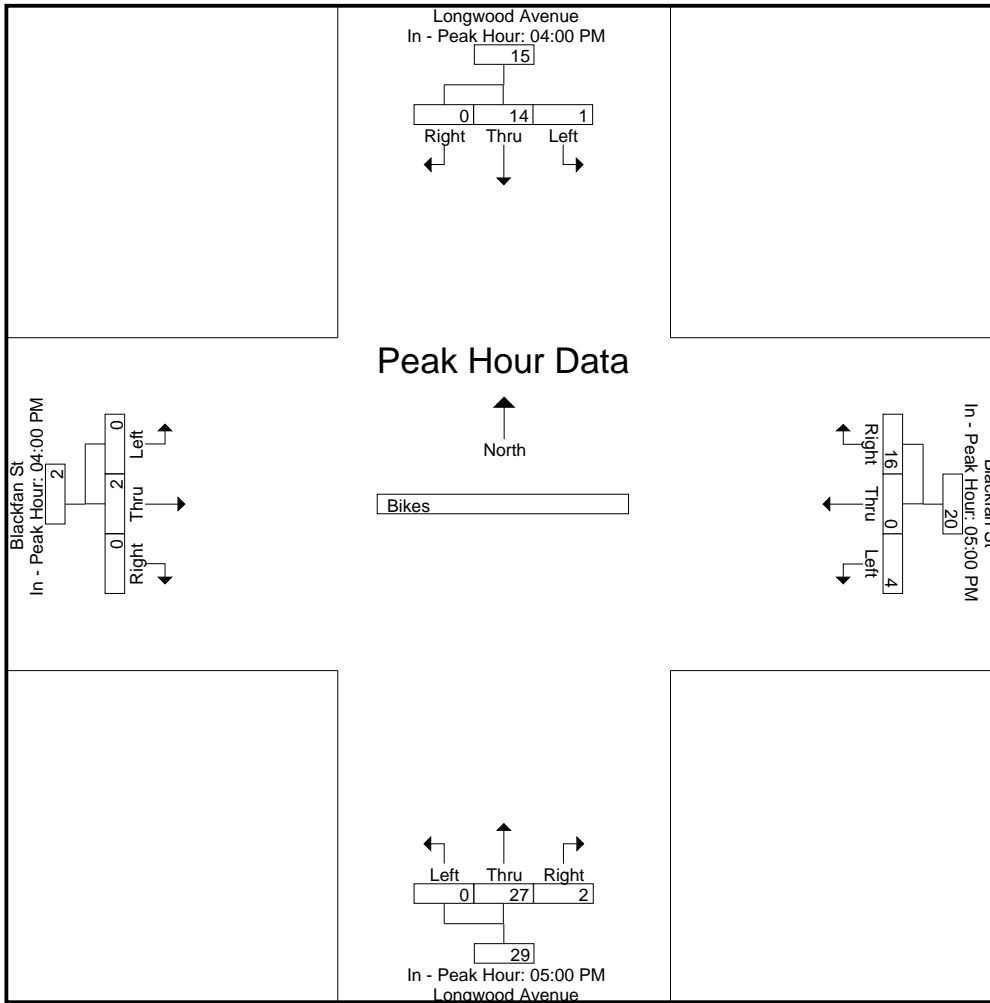 Longwood Avenue
In - Peak Hour: 04:00 PM
15
0 14 1
Right Thru Left
Peak Hour Data
North
Bikes
Blackfan St
In - Peak Hour: 04:00 PM
2
0 2 0
Left Thru Right
Blackfan St
In - Peak Hour: 05:00 PM
20
16 0 4
Right Thru Left
Left Thru Right
0 27 2
29
In - Peak Hour: 05:00 PM
Longwood Avenue